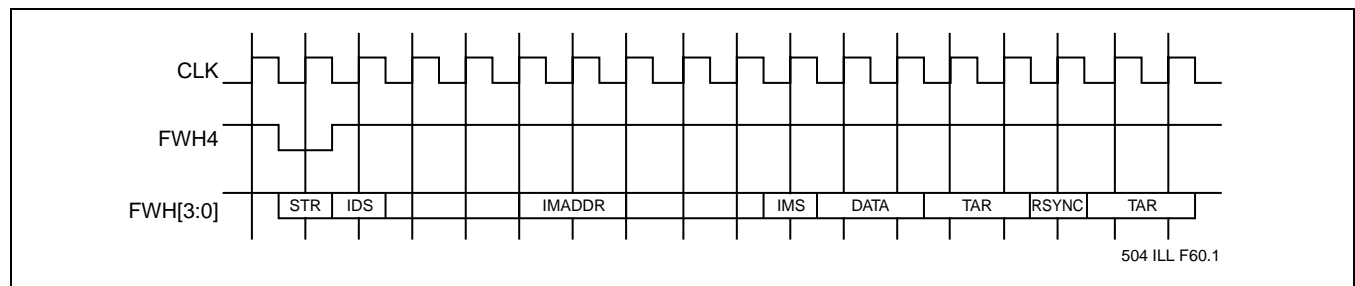 CLK
FWH4
FWH[3:0] STR IDS IMADDR IMS DATA TAR RSYNC TAR
504 ILL F60.1